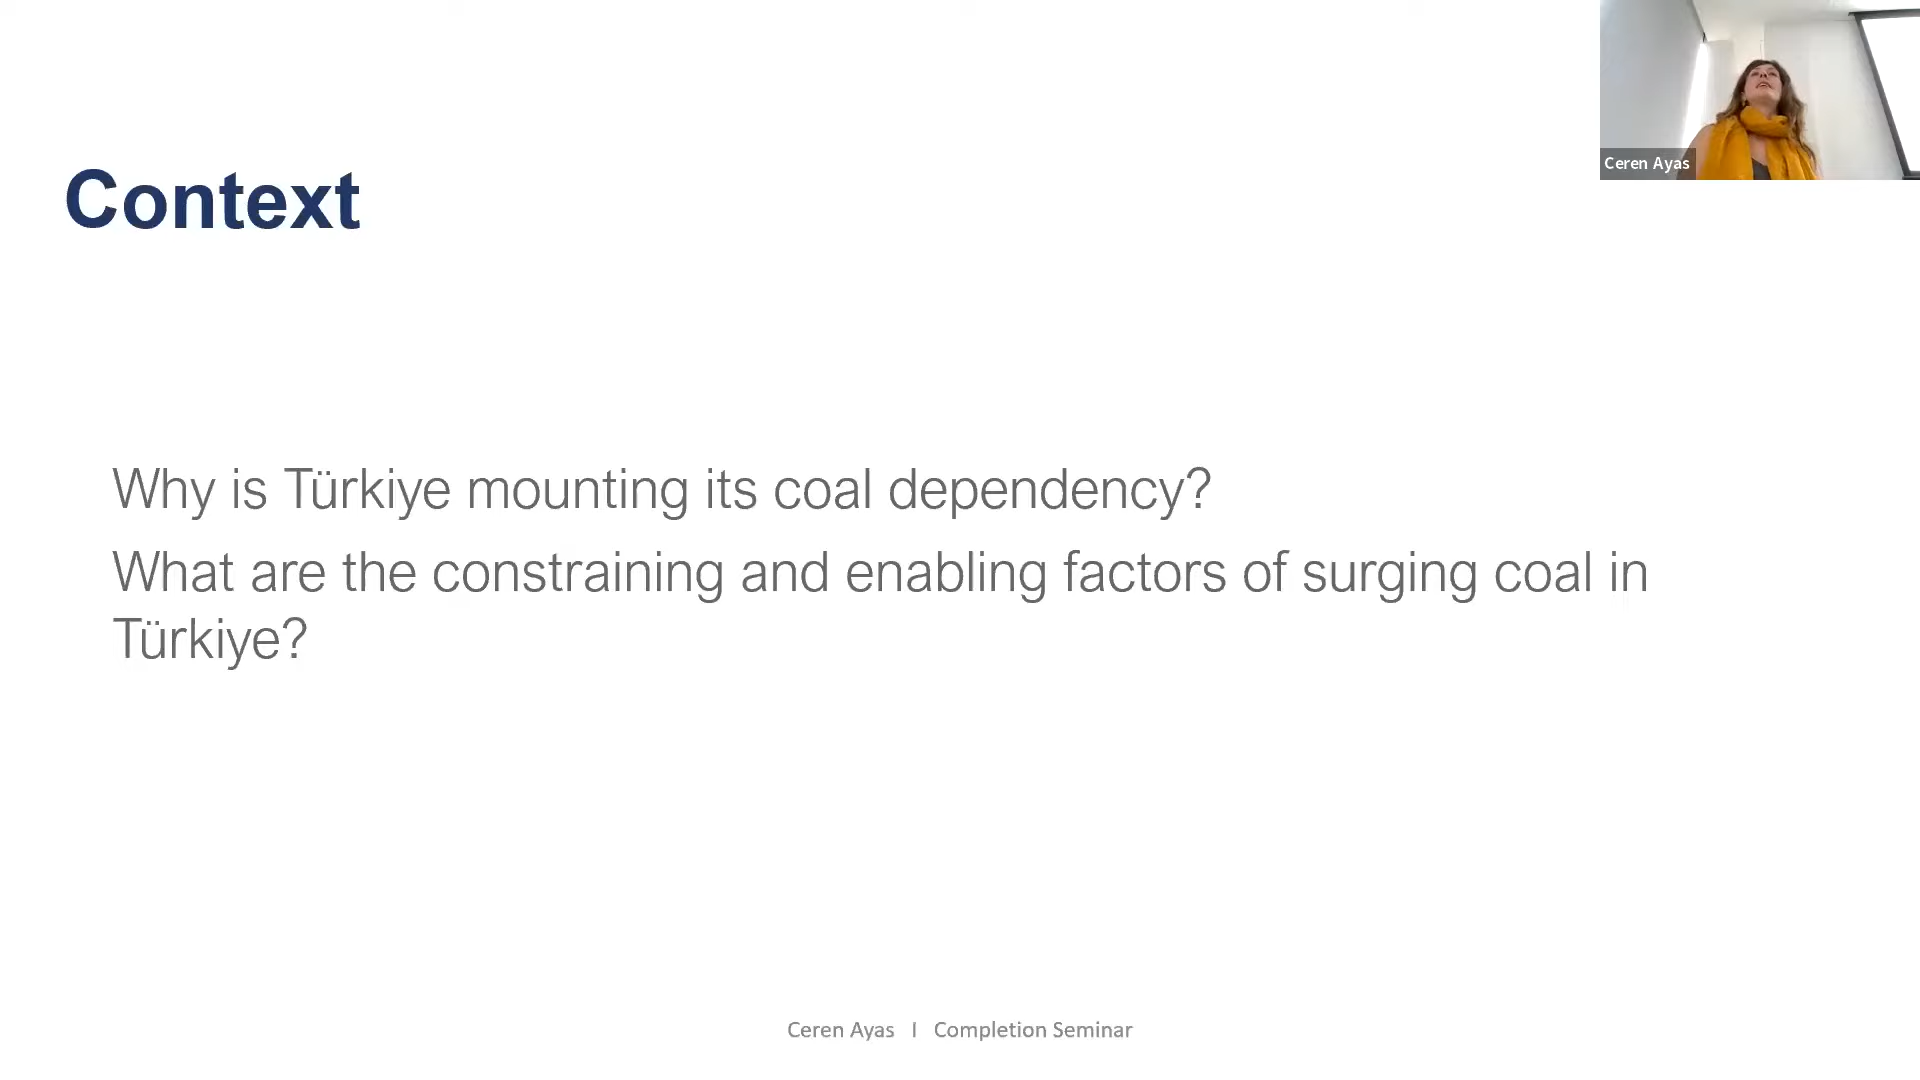 Ceren Ayas
Context
Why is Türkiye mounting its coal dependency?
What are the constraining and enabling factors of surging coal in
Türkiye?
Ceren Ayas I Completion Seminar